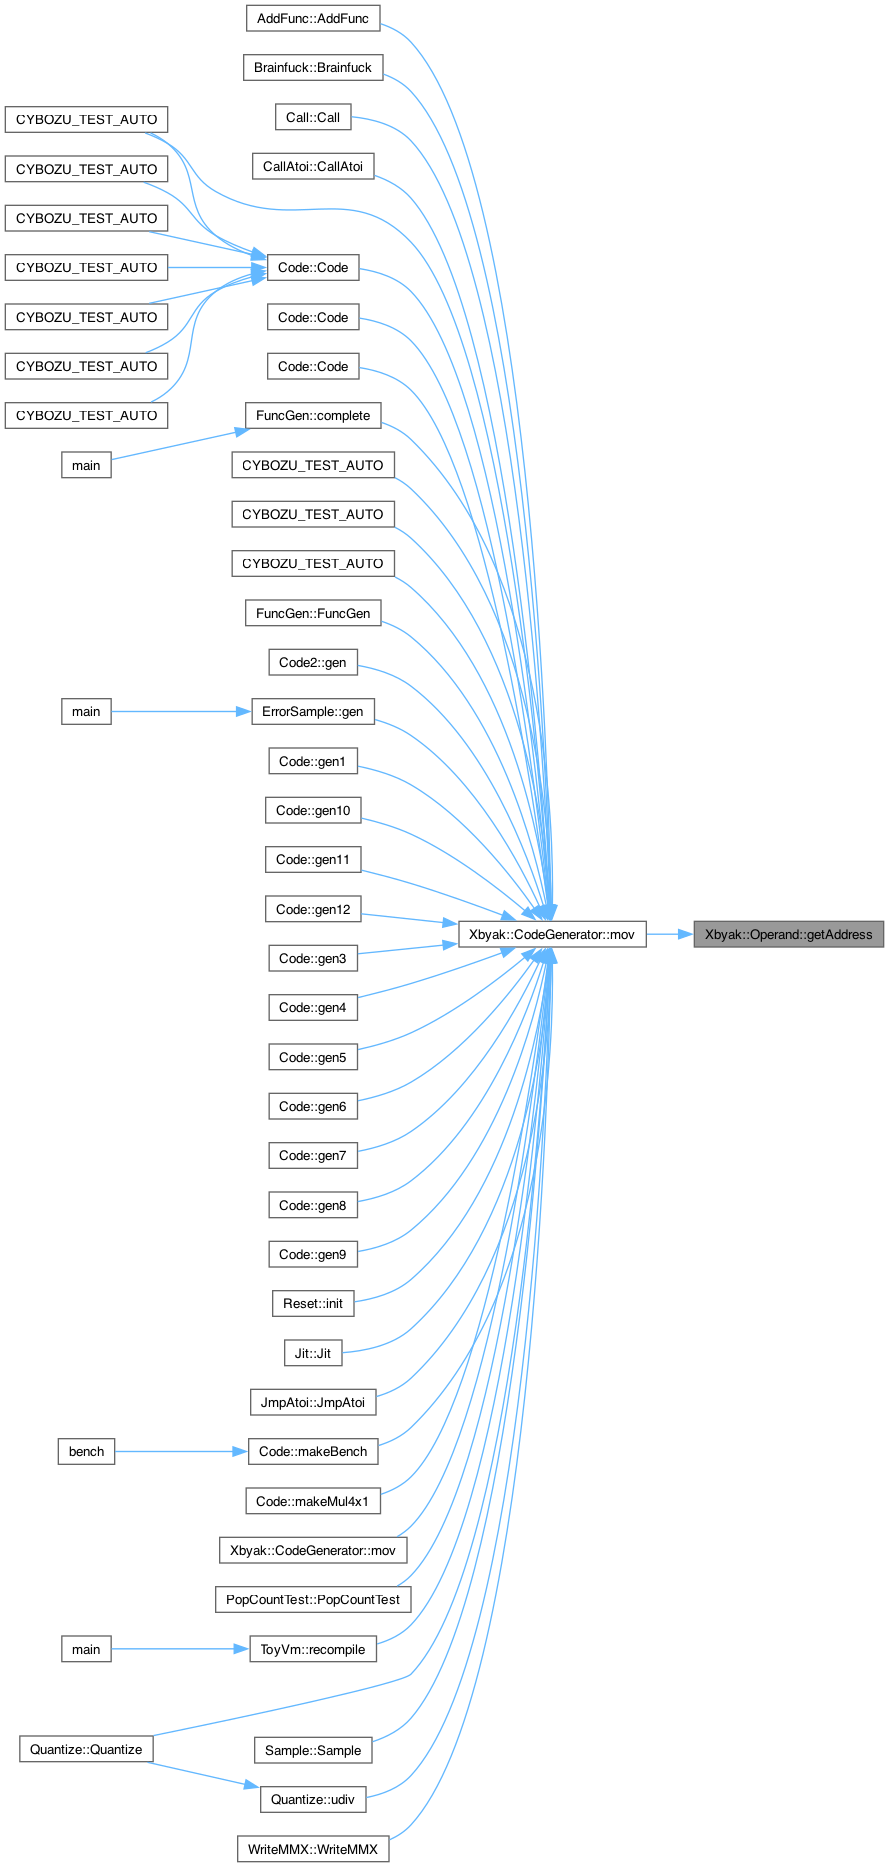 AddFunc::AddFunc
Brainfuck::Brainfuck
Call::Call
CYBOZU_TEST_AUTO
CallAtoi::CallAtoi
CYBOZU_TEST_AUTO
CYBOZU_TEST_AUTO
CYBOZU_TEST_AUTO
Code::Code
CYBOZU_TEST_AUTO
Code::Code
CYBOZU_TEST_AUTO
Code::Code
CYBOZU_TEST_AUTO
FuncGen::complete
main
CYBOZU_TEST_AUTO
CYBOZU_TEST_AUTO
CYBOZU_TEST_AUTO
FuncGen::FuncGen
Code2::gen
main
ErrorSample::gen
Code::gen1
Code::gen10
Code::gen11
Code::gen12
Xbyak::CodeGenerator::mov
Xbyak::Operand::getAddress
Code::gen3
Code::gen4
Code::gen5
Code::gen6
Code::gen7
Code::gen8
Code::gen9
Reset::init
Jit::Jit
JmpAtoi::JmpAtoi
bench
Code::makeBench
Code::makeMul4x1
Xbyak::CodeGenerator::mov
PopCountTest::PopCountTest
main
ToyVm::recompile
Quantize::Quantize
Sample::Sample
Quantize::udiv
WriteMMX::WriteMMX